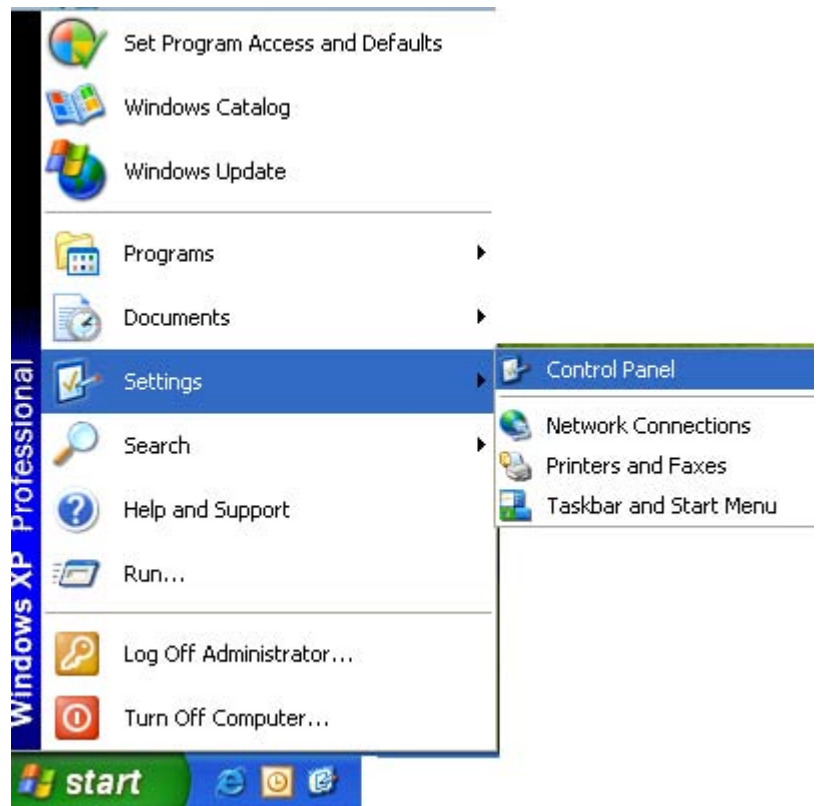 Set Program Access and Defaults
Windows Catalog
Windows Update
Programs
Documents
Settings
Search
Help and Support
Run...
Log Off Administrator...
Turn Off Computer...
Control Panel
Network Connections
Printers and Faxes
Taskbar and Start Menu
Windows XP Professional
start